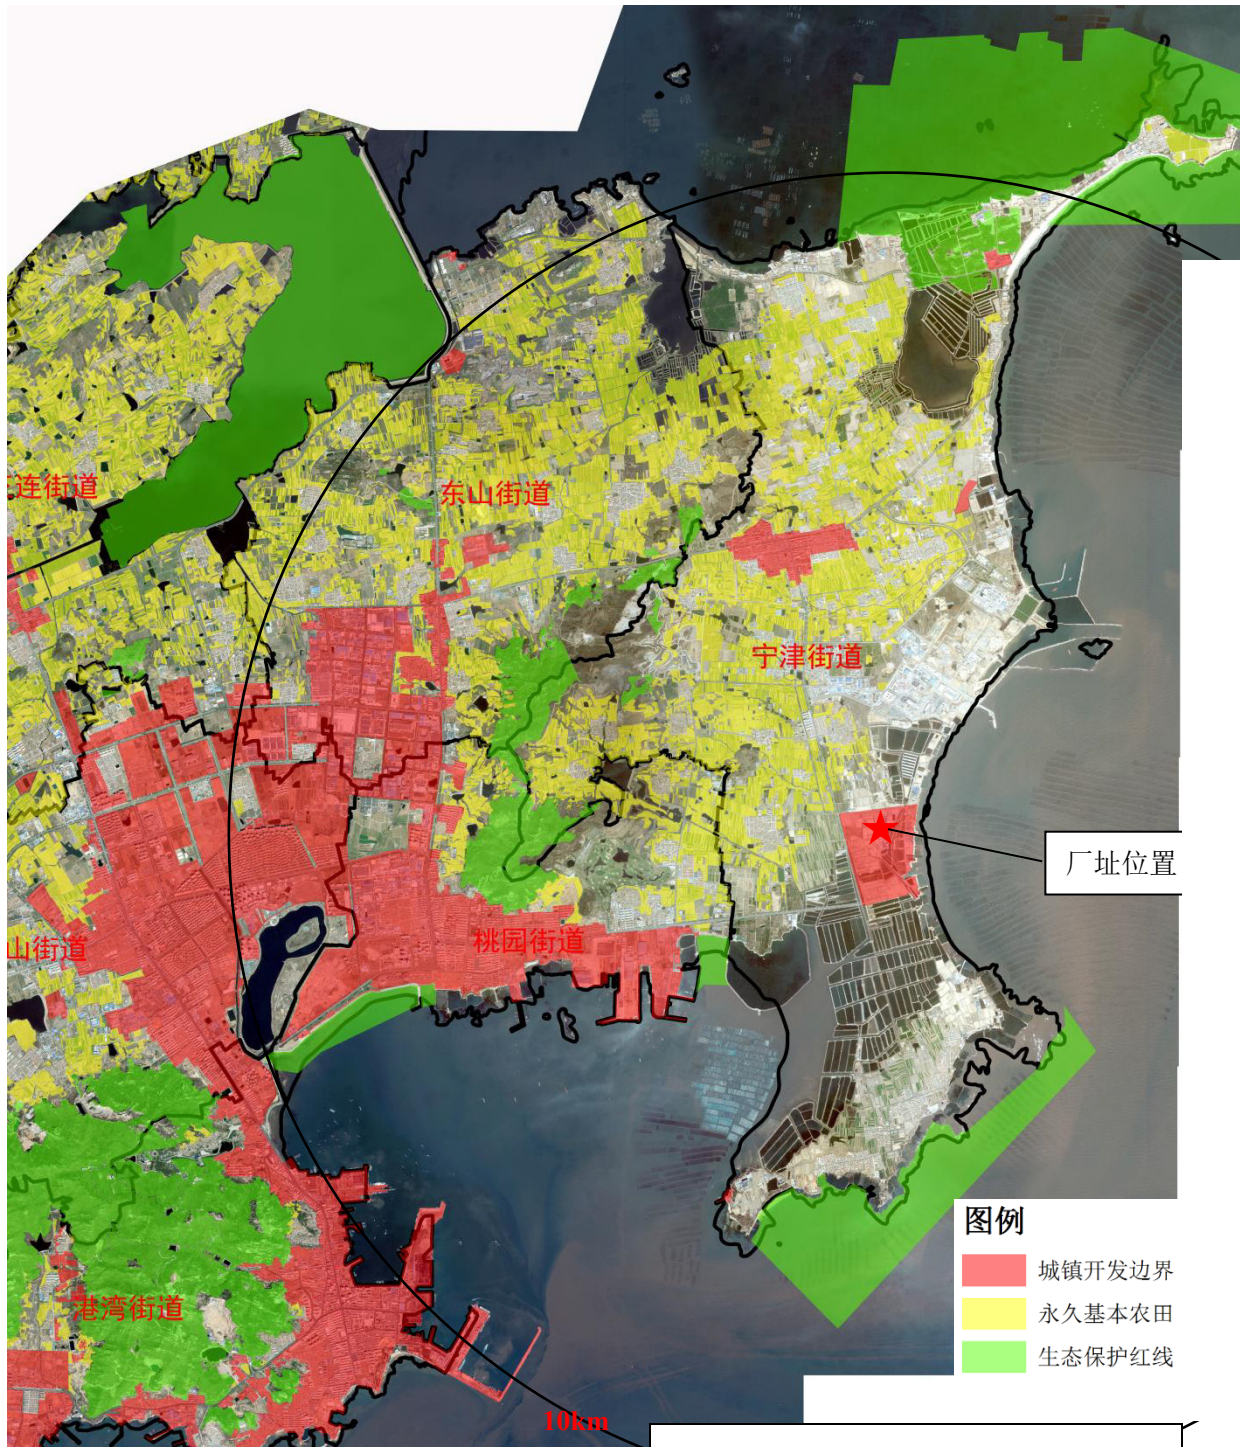 连街道
东山街道
宁津街道
厂址位置
山街道
桃园街道
图例
城镇开发边界
永久基本农田
生态保护红线
港湾街道
10km